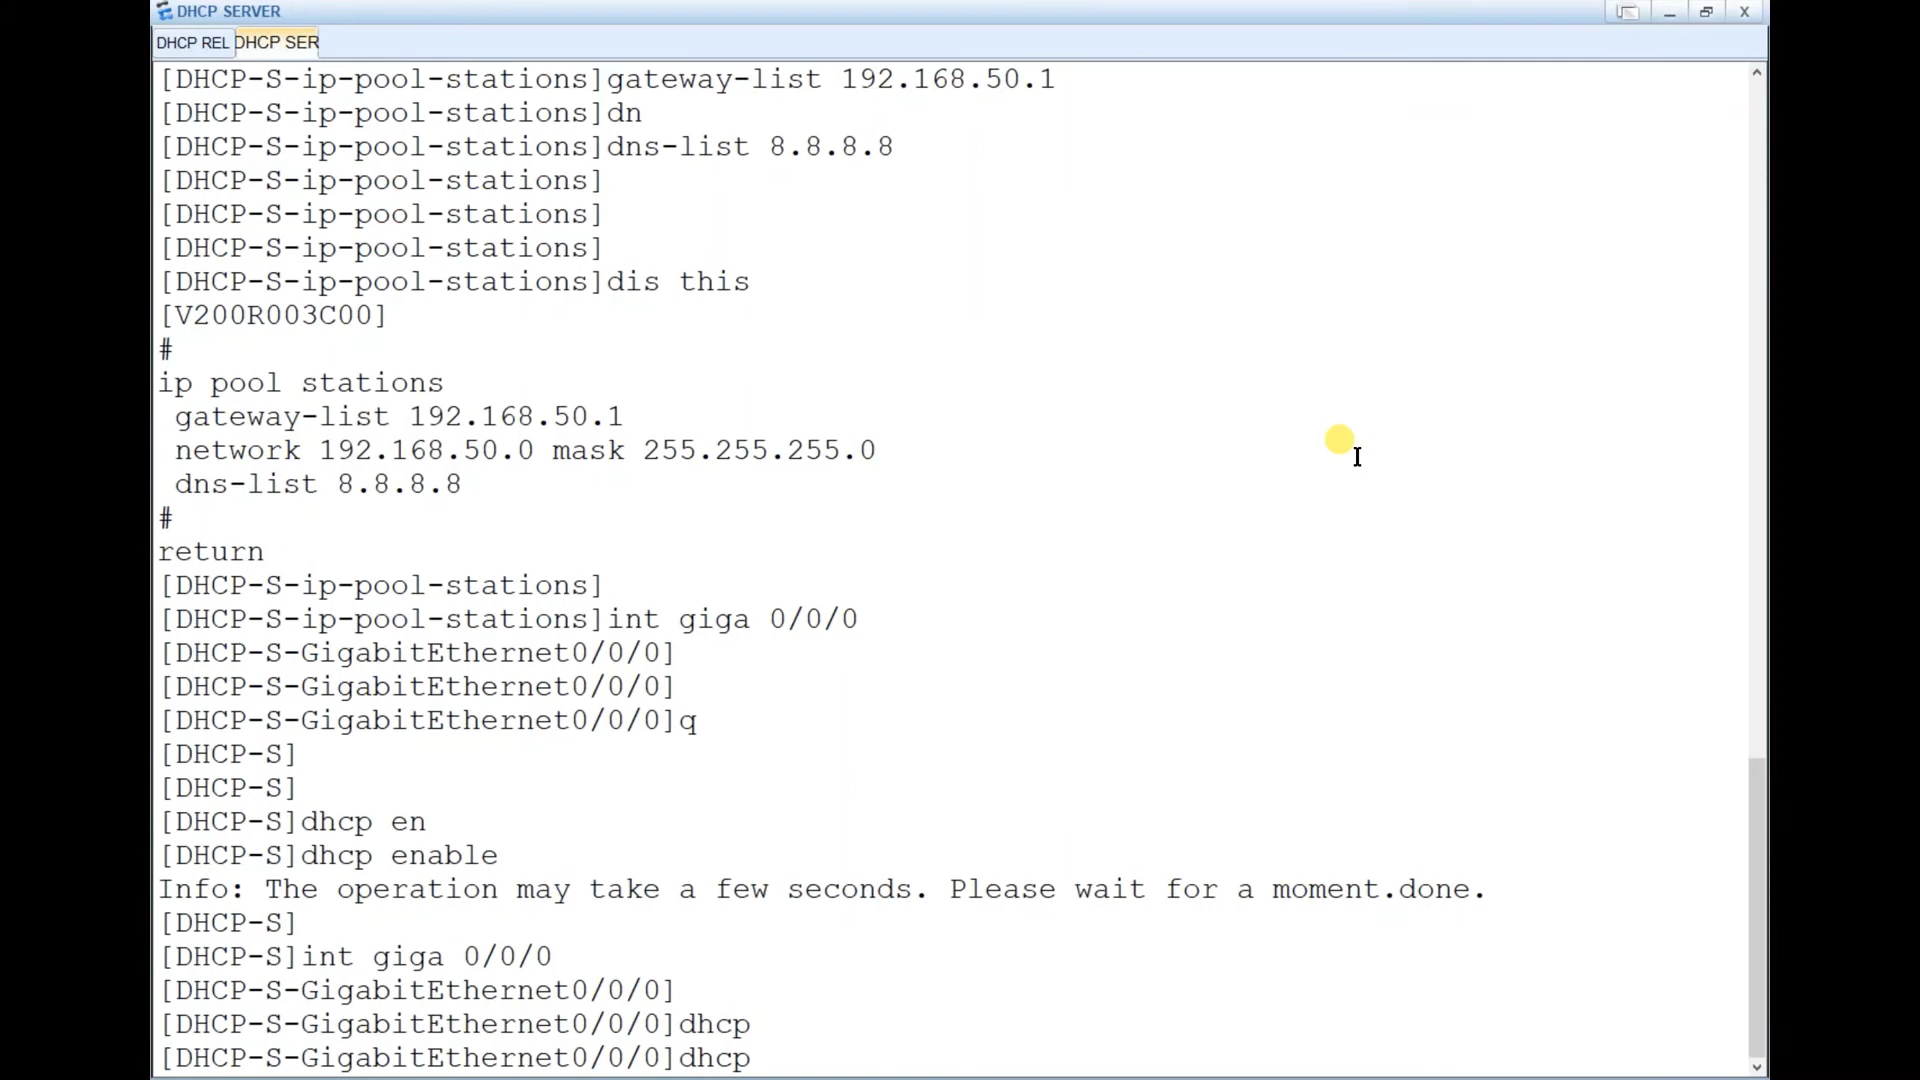 DHCP SERVER
DHCP REL
DHCP SER
[DHCP-S-ip-pool-stations]gateway-list 192.168.50.1
[DHCP-S-ip-pool-stations]dn
[DHCP-S-ip-pool-stations]dns-list 8.8.8.8
[DHCP-S-ip-pool-stations]
[DHCP-S-ip-pool-stations]
[DHCP-S-ip-pool-stations]
[DHCP-S-ip-pool-stations]dis this
[V200R003C00]
#
ip pool stations
 gateway-list 192.168.50.1
 network 192.168.50.0 mask 255.255.255.0
 dns-list 8.8.8.8
#
return
[DHCP-S-ip-pool-stations]
[DHCP-S-ip-pool-stations]int giga 0/0/0
[DHCP-S-GigabitEthernet0/0/0]
[DHCP-S-GigabitEthernet0/0/0]
[DHCP-S-GigabitEthernet0/0/0]q
[DHCP-S]
[DHCP-S]
[DHCP-S]dhcp en
[DHCP-S]dhcp enable
Info: The operation may take a few seconds. Please wait for a moment.done.
[DHCP-S]
[DHCP-S]int giga 0/0/0
[DHCP-S-GigabitEthernet0/0/0]
[DHCP-S-GigabitEthernet0/0/0]dhcp
[DHCP-S-GigabitEthernet0/0/0]dhcp